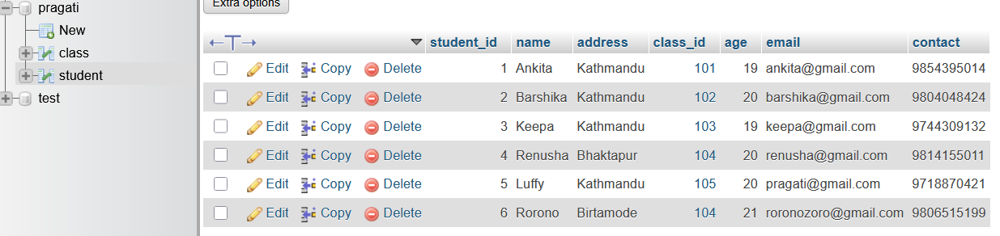 Extra options
pragati
New
class
student
test
student_id name address class_id age email contact
Edit Copy Delete 1 Ankita Kathmandu 101 19 ankita@gmail.com 9854395014
Edit Copy Delete 2 Barshika Kathmandu 102 20 barshika@gmail.com 9804048424
Edit Copy Delete 3 Keepa Kathmandu 103 19 keepa@gmail.com 9744309132
Edit Copy Delete 4 Renusha Bhaktapur 104 20 renusha@gmail.com 9814155011
Edit Copy Delete 5 Luffy Kathmandu 105 20 pragati@gmail.com 9718870421
Edit Copy Delete 6 Rorono Birtamode 104 21 roronozoro@gmail.com 9806515199